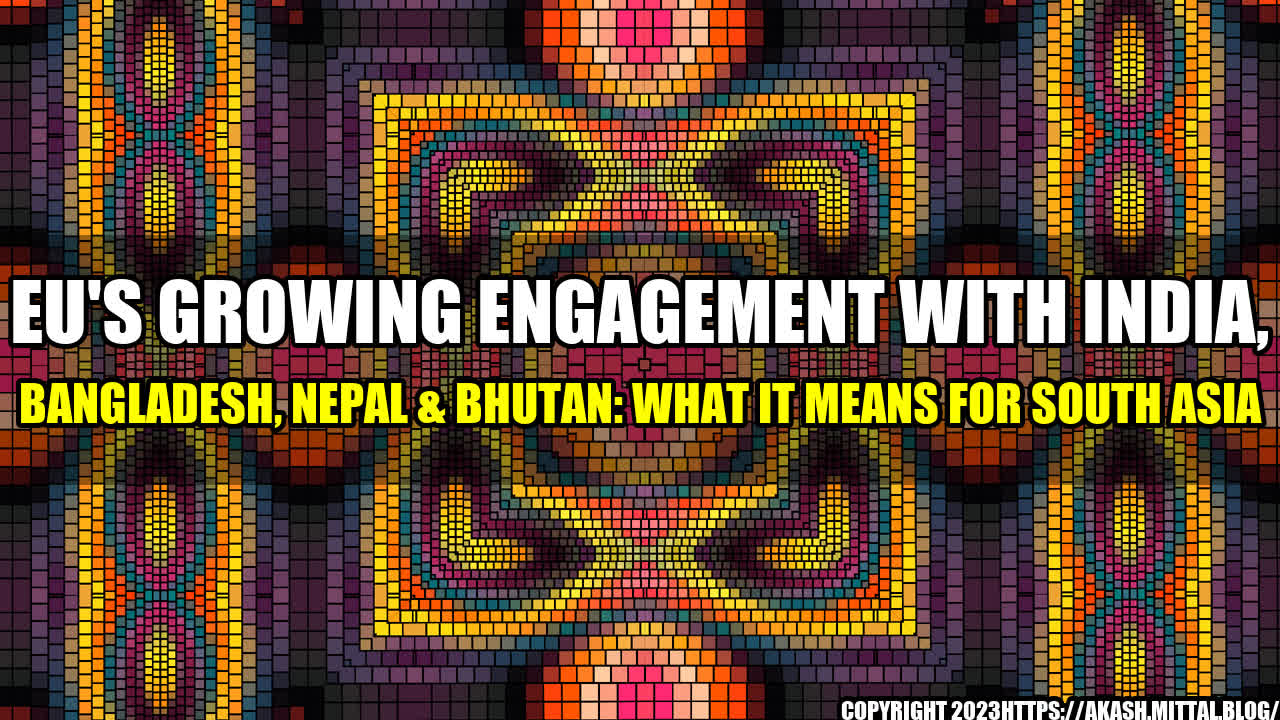 EU'S GROWING ENGAGEMENT WITH INDIA,
BANGLADESH, NEPAL & BHUTAN: WHAT IT MEANS FOR SOUTH ASIA
COPYRIGHT 2023HTTPS://AKASH.MITTAL.BLOG/